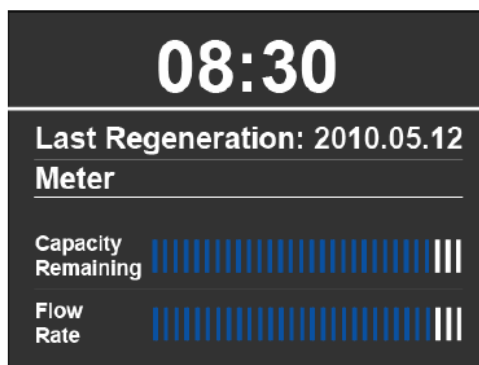 08:30
Last Regeneration: 2010.05.12
Meter
Capacity
Remaining
Flow
Rate